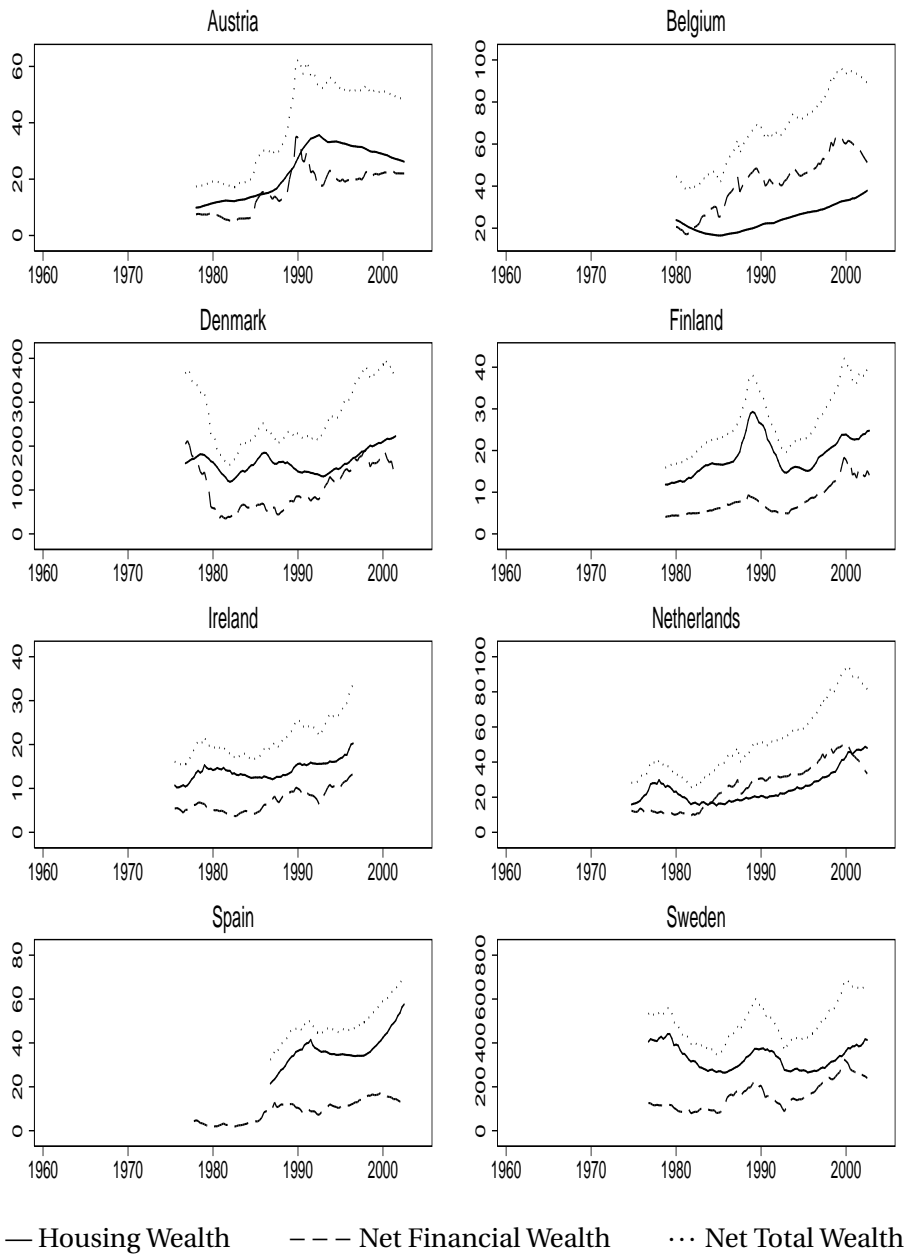 Austria
Belgium
0 20 40 60
20 40 60 80 100
1960 1970 1980 1990 2000
1960 1970 1980 1990 2000
Denmark
Finland
0 100 200 300 400
0 10 20 30 40
1960 1970 1980 1990 2000
1960 1970 1980 1990 2000
Ireland
Netherlands
0 10 20 30 40
0 20 40 60 80 100
1960 1970 1980 1990 2000
1960 1970 1980 1990 2000
Spain
Sweden
0 20 40 60 80
0 200 400 600 800
1960 1970 1980 1990 2000
1960 1970 1980 1990 2000
— Housing Wealth – – – Net Financial Wealth ··· Net Total Wealth